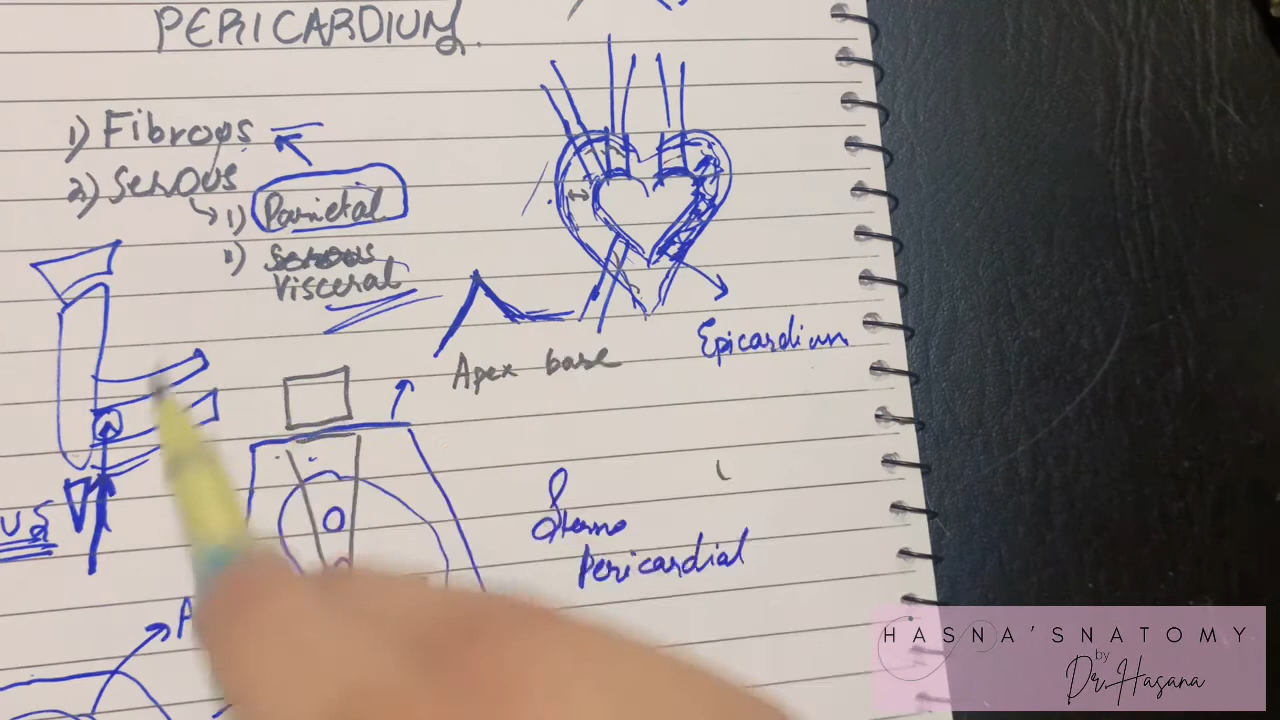 PERICARDIUM.
1) Fibrous
2) Serous
1) Parietal
2) Serous
Visceral
Epicardium
Apex base
Sterno
Pericardial
US
A
HASNA'SNATOMY
by
Dr.Hasana